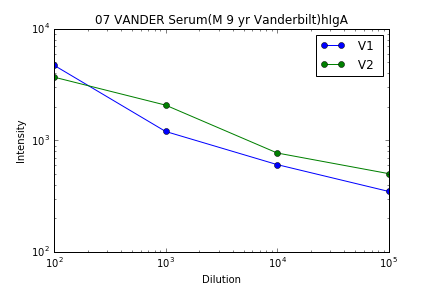 07 VANDER Serum(M 9 yr Vanderbilt)hIgA
10⁴
V1
V2
10³
10²
Intensity
10² 10³ 10⁴ 10⁵
Dilution